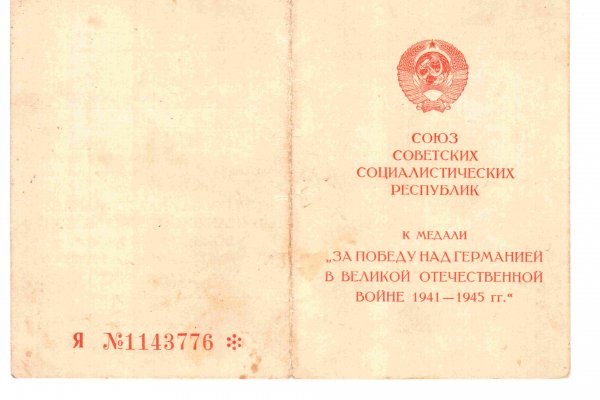 СОЮЗ
СОВЕТСКИХ
СОЦИАЛИСТИЧЕСКИХ
РЕСПУБЛИК
К МЕДАЛИ
„ЗА ПОБЕДУ НАД ГЕРМАНИЕЙ
В ВЕЛИКОЙ ОТЕЧЕСТВЕННОЙ
ВОЙНЕ 1941—1945 гг.“
Я №1143776 ✻